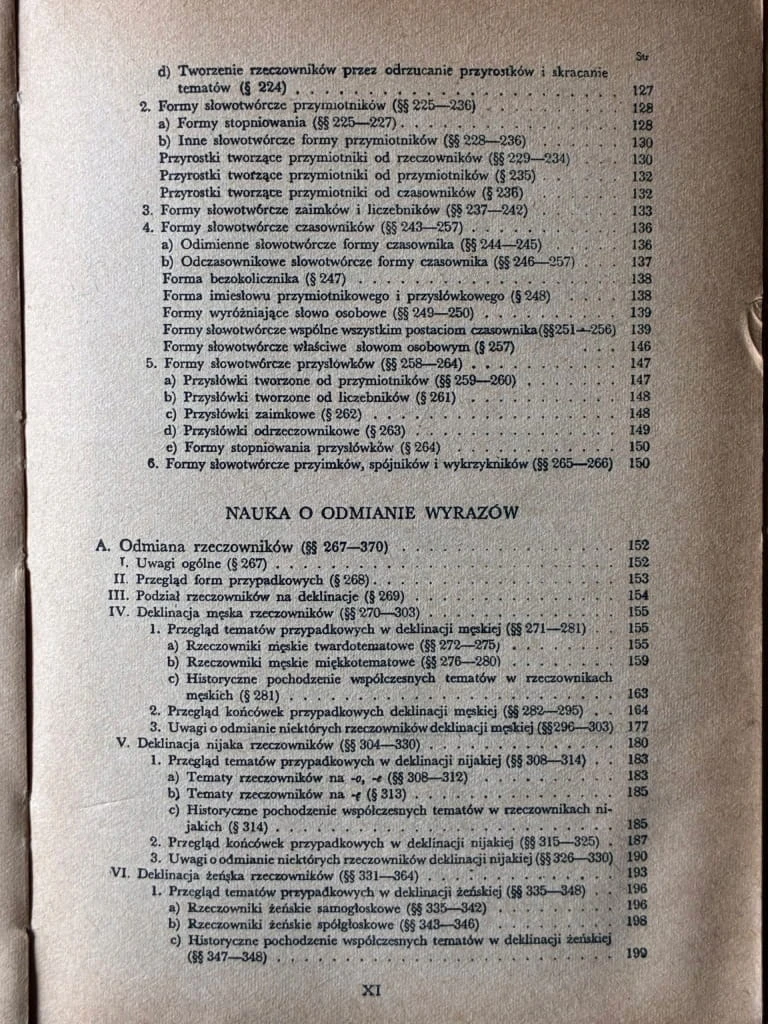 Str
d) Tworzenie rzeczowników przez odrzucanie przyrostków i skracanie
tematów (§ 224) . . . . . . . . . . . . . . . . . . . . 127
2. Formy słowotwórcze przymiotników (§§ 225—236) . . . . . . . . 128
a) Formy stopniowania (§§ 225—227) . . . . . . . . . . . . . 128
b) Inne słowotwórcze formy przymiotników (§§ 228—236) . . . . . 130
Przyrostki tworzące przymiotniki od rzeczowników (§§ 229—234) . . . 130
Przyrostki tworzące przymiotniki od przymiotników (§ 235) . . . . . 132
Przyrostki tworzące przymiotniki od czasowników (§ 236) . . . . . 132
3. Formy słowotwórcze zaimków i liczebników (§§ 237—242) . . . . . 133
4. Formy słowotwórcze czasowników (§§ 243—257) . . . . . . . . . 136
a) Odimienne słowotwórcze formy czasownika (§§ 244—245) . . . . 136
b) Odczasownikowe słowotwórcze formy czasownika (§§ 246—257) . . 137
Forma bezokolicznika (§ 247) . . . . . . . . . . . . . . . . 138
Forma imiesłowu przymiotnikowego i przysłówkowego (§ 248) . . . . 138
Formy wyróżniające słowo osobowe (§§ 249—250) . . . . . . . . 139
Formy słowotwórcze wspólne wszystkim postaciom czasownika (§§ 251—256) 139
Formy słowotwórcze właściwe słowom osobowym (§ 257) . . . 146
5. Formy słowotwórcze przysłówków (§§ 258—264) . . . . . . . . . 147
a) Przysłówki tworzone od przymiotników (§§ 259—260) . . . . . . 147
b) Przysłówki tworzone od liczebników (§ 261) . . . . . . . . . 148
c) Przysłówki zaimkowe (§ 262) . . . . . . . . . . . . . . . 148
d) Przysłówki odrzeczownikowe (§ 263) . . . . . . . . . . . . 149
e) Formy stopniowania przysłówków (§ 264) . . . . . . . . . . 150
6. Formy słowotwórcze przyimków, spójników i wykrzykników (§§ 265—266) 150
NAUKA O ODMIANIE WYRAZÓW
A. Odmiana rzeczowników (§§ 267—370) . . . . . . . . . . . . . 152
I. Uwagi ogólne (§ 267) . . . . . . . . . . . . . . . . . . . . 152
II. Przegląd form przypadkowych (§ 268) . . . . . . . . . . . . . . 153
III. Podział rzeczowników na deklinacje (§ 269) . . . . . . . . . . . . 154
IV. Deklinacja męska rzeczowników (§§ 270—303) . . . . . . . . . . . 155
1. Przegląd tematów przypadkowych w deklinacji męskiej (§§ 271—281) . 155
a) Rzeczowniki męskie twardotematowe (§§ 272—275) . . . . . . . 155
b) Rzeczowniki męskie miękkotematowe (§§ 276—280) . . . . . . . 159
c) Historyczne pochodzenie współczesnych tematów w rzeczownikach
męskich (§ 281) . . . . . . . . . . . . . . . . . . . . 163
2. Przegląd końcówek przypadkowych deklinacji męskiej (§§ 282—295) . . 164
3. Uwagi o odmianie niektórych rzeczowników deklinacji męskiej (§§ 296—303) 177
V. Deklinacja nijaka rzeczowników (§§ 304—330) . . . . . . . . . . . 180
1. Przegląd tematów przypadkowych w deklinacji nijakiej (§§ 308—314) . . 183
a) Tematy rzeczowników na -o, -e (§§ 308—312) . . . . . . . . . 183
b) Tematy rzeczowników na -ę (§ 313) . . . . . . . . . . . . . 185
c) Historyczne pochodzenie współczesnych tematów w rzeczownikach ni-
jakich (§ 314) . . . . . . . . . . . . . . . . . . . . . 185
2. Przegląd końcówek przypadkowych w deklinacji nijakiej (§§ 315—325) . 187
3. Uwagi o odmianie niektórych rzeczowników deklinacji nijakiej (§§ 326—330) 190
VI. Deklinacja żeńska rzeczowników (§§ 331—364) . . . . . . . . . . . 193
1. Przegląd tematów przypadkowych w deklinacji żeńskiej (§§ 335—348) . . 196
a) Rzeczowniki żeńskie samogłoskowe (§§ 335—342) . . . . . . . . 196
b) Rzeczowniki żeńskie spółgłoskowe (§§ 343—346) . . . . . . . . 198
c) Historyczne pochodzenie współczesnych tematów w deklinacji żeńskiej
(§§ 347—348) . . . . . . . . . . . . . . . . . . . . . 199
XI